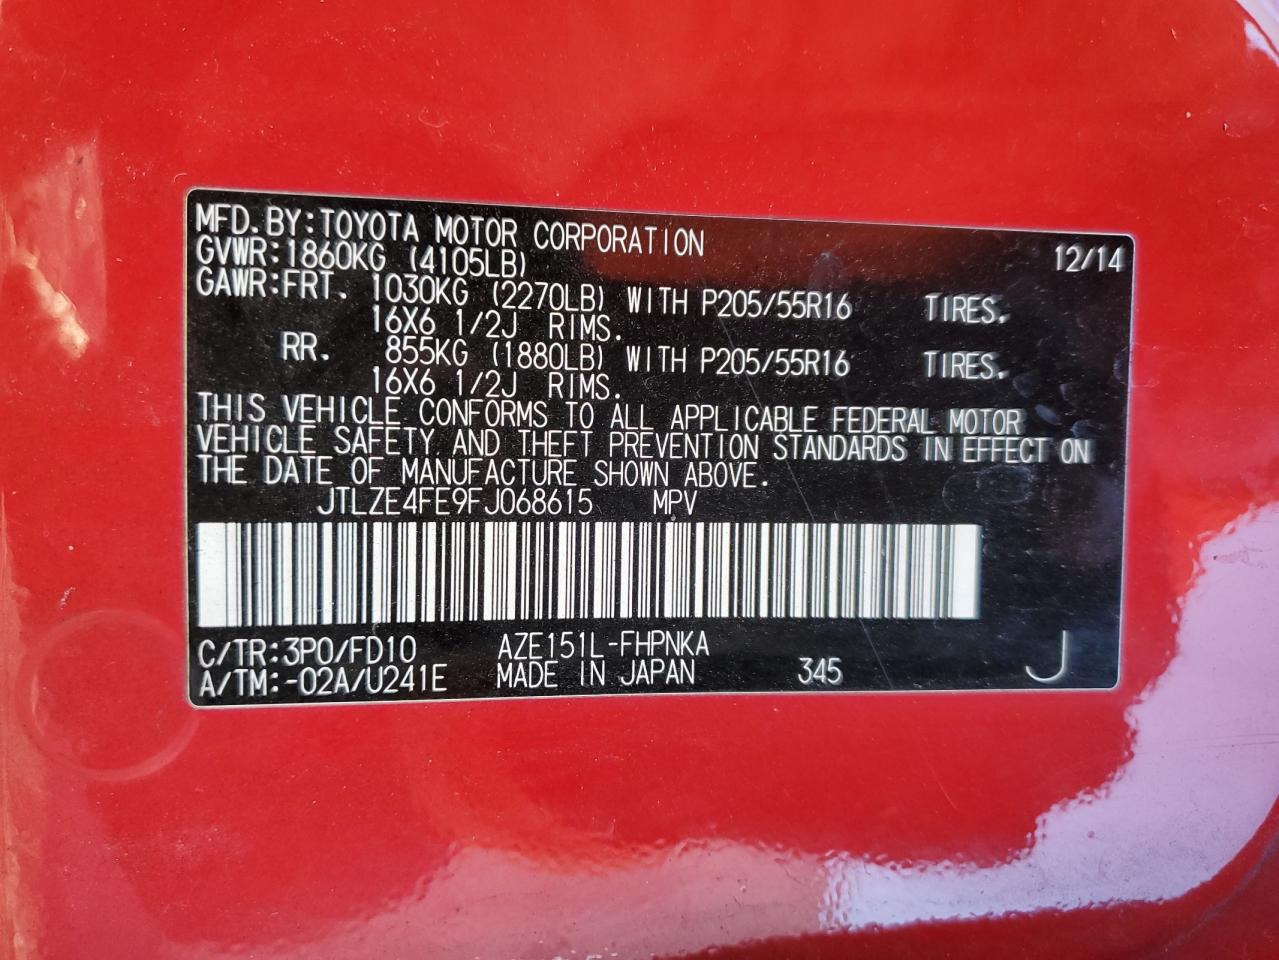 MFD.BY:TOYOTA MOTOR CORPORATION 12/14
GVWR:1860KG (4105LB)
GAWR:FRT. 1030KG (2270LB) WITH P205/55R16 TIRES.
16X6 1/2J RIMS.
RR. 855KG (1880LB) WITH P205/55R16 TIRES.
16X6 1/2J RIMS.
THIS VEHICLE CONFORMS TO ALL APPLICABLE FEDERAL MOTOR
VEHICLE SAFETY AND THEFT PREVENTION STANDARDS IN EFFECT ON
THE DATE OF MANUFACTURE SHOWN ABOVE.
JTLZE4FE9FJ068615 MPV
C/TR:3P0/FD10 AZE151L-FHPNKA
A/TM:-02A/U241E MADE IN JAPAN 345 J